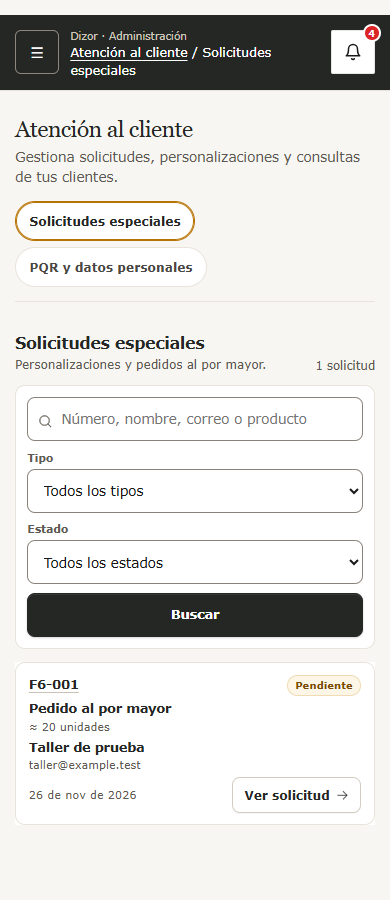 Dizor · Administración
Atención al cliente / Solicitudes
especiales
4
Atención al cliente
Gestiona solicitudes, personalizaciones y consultas
de tus clientes.
Solicitudes especiales
PQR y datos personales
Solicitudes especiales
Personalizaciones y pedidos al por mayor.
1 solicitud
Número, nombre, correo o producto
Tipo
Todos los tipos
Estado
Todos los estados
Buscar
F6-001
Pendiente
Pedido al por mayor
≈ 20 unidades
Taller de prueba
taller@example.test
26 de nov de 2026
Ver solicitud →